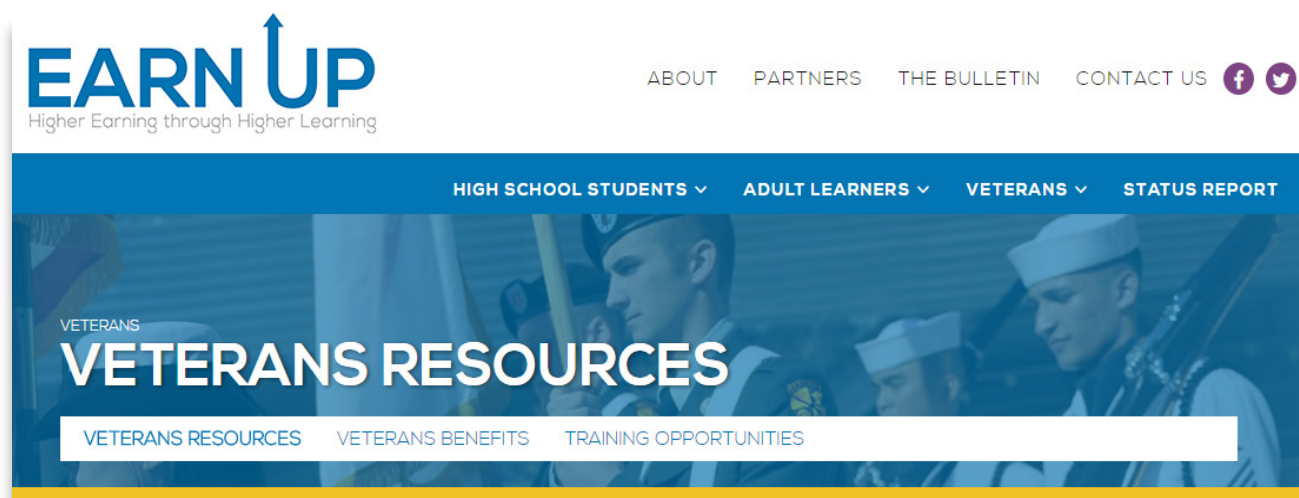 EARN UP
Higher Earning through Higher Learning
ABOUT PARTNERS THE BULLETIN CONTACT US
HIGH SCHOOL STUDENTS ADULT LEARNERS VETERANS STATUS REPORT
VETERANS
VETERANS RESOURCES
VETERANS RESOURCES VETERANS BENEFITS TRAINING OPPORTUNITIES